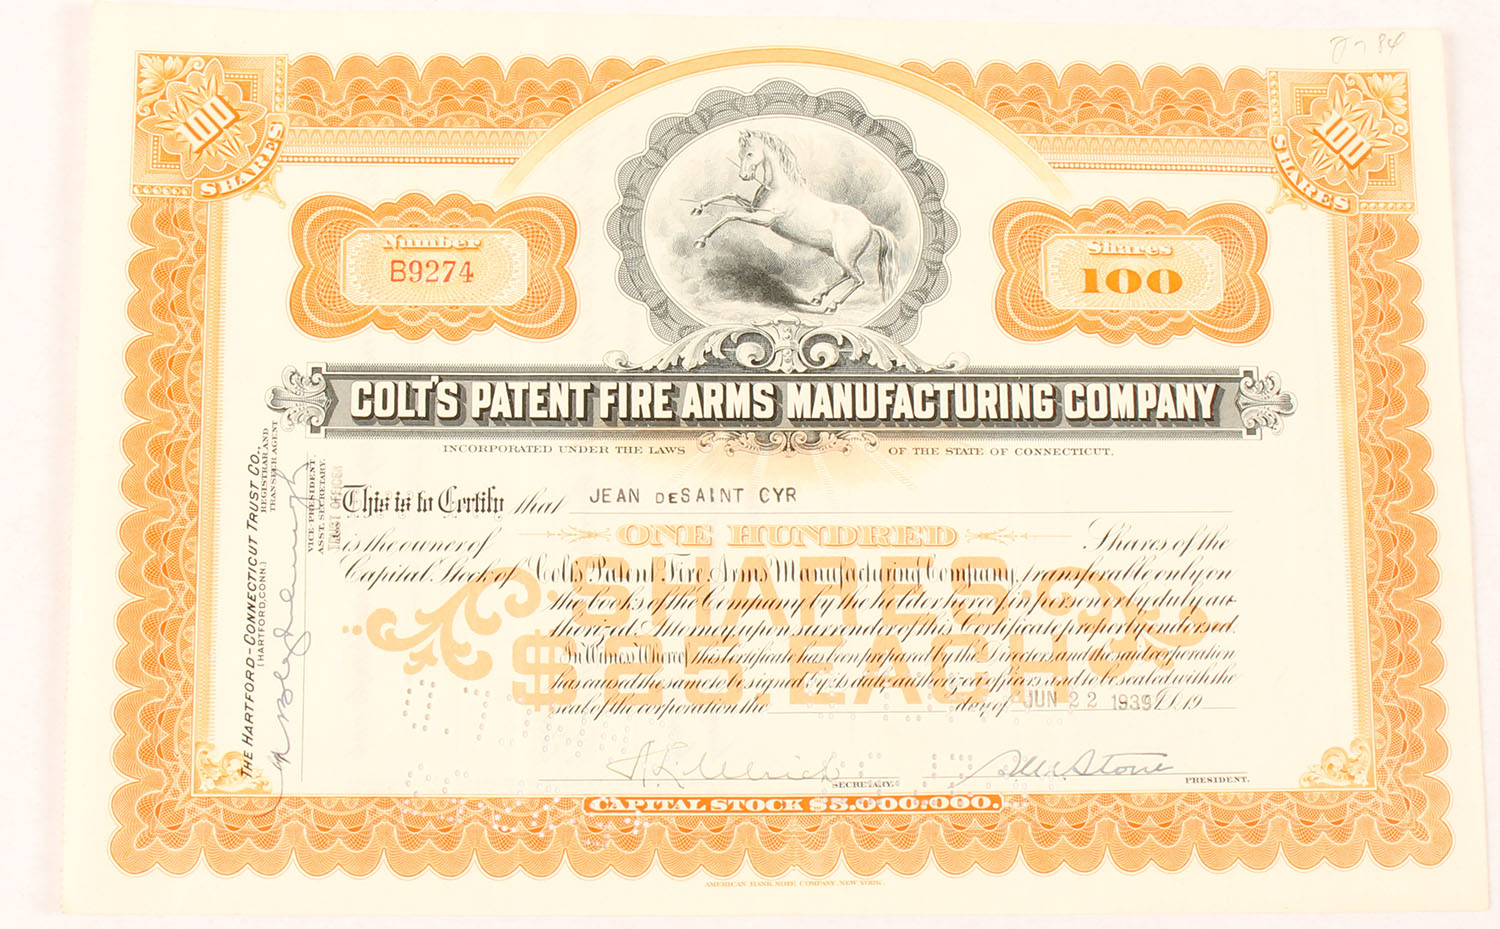 100
SHARES
100
SHARES
Number
B9274
Shares
100
COLT'S PATENT FIRE ARMS MANUFACTURING COMPANY
INCORPORATED UNDER THE LAWS OF THE STATE OF CONNECTICUT.
This is to Certify that JEAN DESAINT CYR
is the owner of ONE HUNDRED Shares of the
Capital Stock of Colt's Patent Fire Arms Manufacturing Company, transferable only on
the books of the Company by the holder hereof, in person or by duly au-
thorized Attorney, upon surrender of this Certificate properly endorsed.
In Witness Whereof, this certificate has been prepared by the Directors and the said corporation
has caused the same to be signed by its duly authorized officers and to be sealed with the
seal of the corporation the day of JUN 22 1939 A.D. 19
SHARES
$25 EACH
SECRETARY.
PRESIDENT.
CAPITAL STOCK $5,000,000.
AMERICAN BANK NOTE COMPANY, NEW YORK.
THE HARTFORD-CONNECTICUT TRUST CO.,
(HARTFORD, CONN.)
REGISTRAR AND
TRANSFER AGENT
VICE-PRESIDENT.
ASST. SECRETARY.
TRUST OFFICER